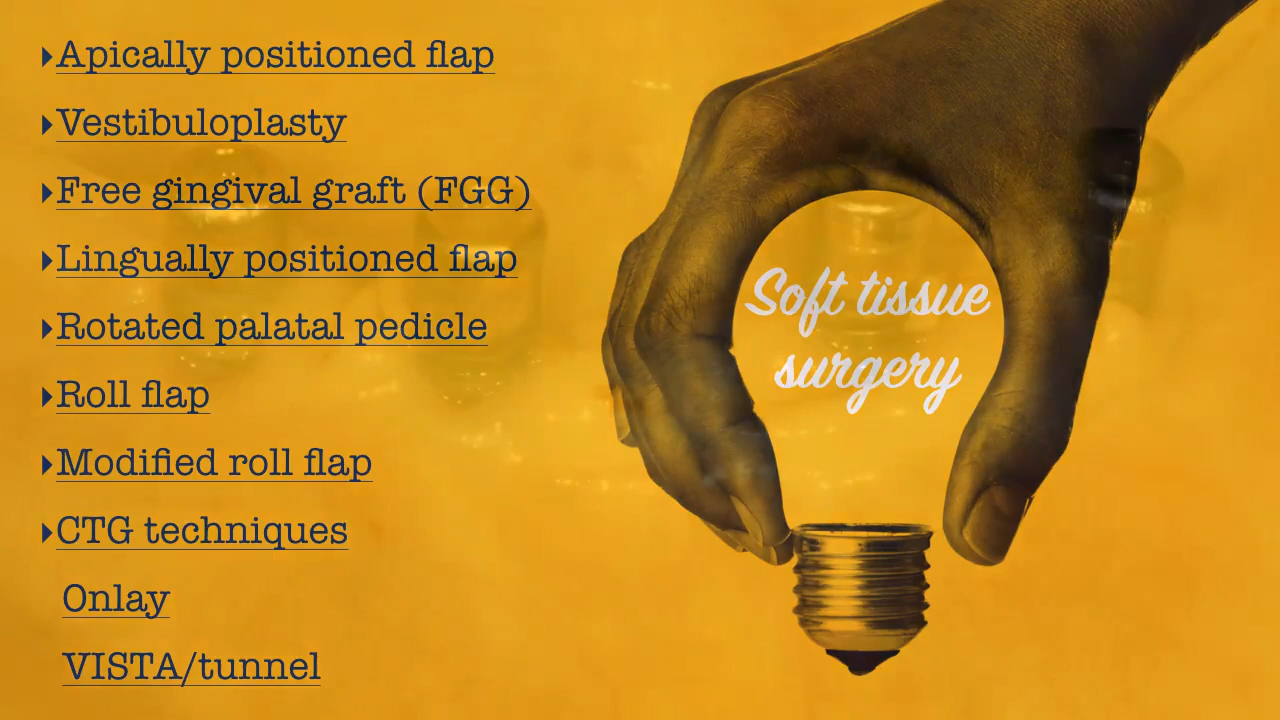 ‣Apically positioned flap
‣Vestibuloplasty
‣Free gingival graft (FGG)
‣Lingually positioned flap
‣Rotated palatal pedicle
‣Roll flap
‣Modified roll flap
‣CTG techniques
Onlay
VISTA/tunnel
Soft tissue
surgery